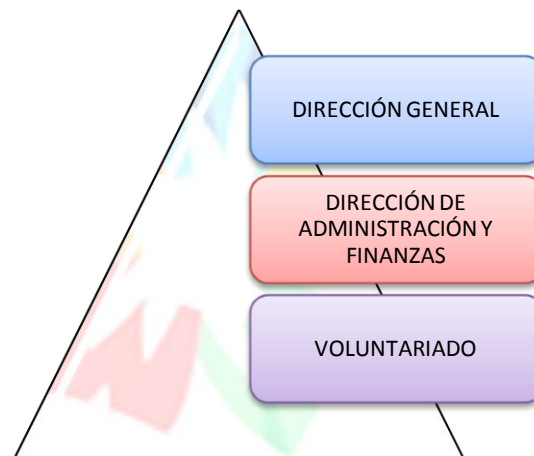 DIRECCIÓN GENERAL
DIRECCIÓN DE
ADMINISTRACIÓN Y
FINANZAS
VOLUNTARIADO